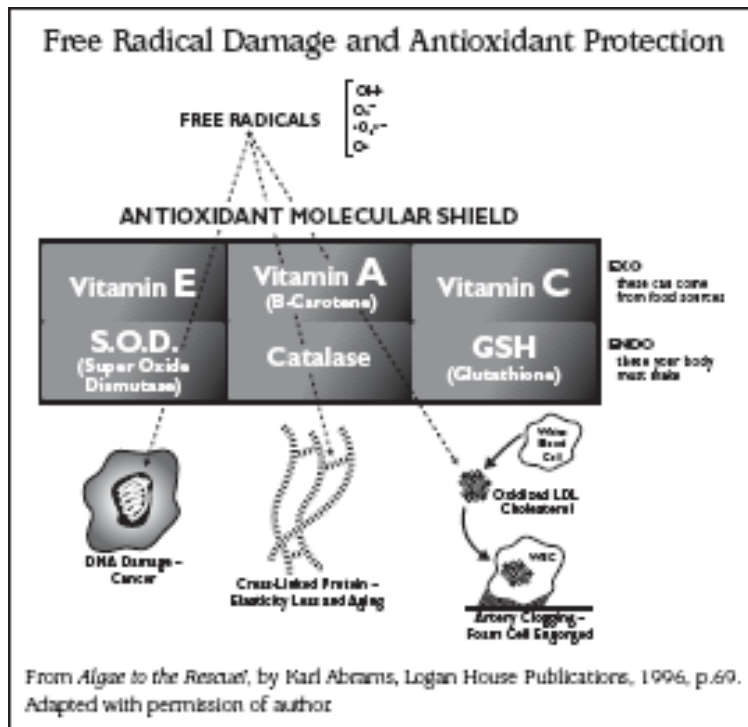 Free Radical Damage and Antioxidant Protection
FREE RADICALS
ANTIOXIDANT MOLECULAR SHIELD
Vitamin E
Vitamin A
(B-Carotene)
Vitamin C
EXO
these can come
from food sources
S.O.D.
(Super Oxide
Dismutase)
Catalase
GSH
(Glutathione)
ENDO
these your body
must make
White
Blood
Cell
Oxidized LDL
Cholesterol
DNA Damage –
Cancer
Cross-Linked Protein –
Elasticity Loss and Aging
WBC
Artery Clogging –
Foam Cell Engorged
From Algae to the Rescue!, by Karl Abrams, Logan House Publications, 1996, p.69.
Adapted with permission of author